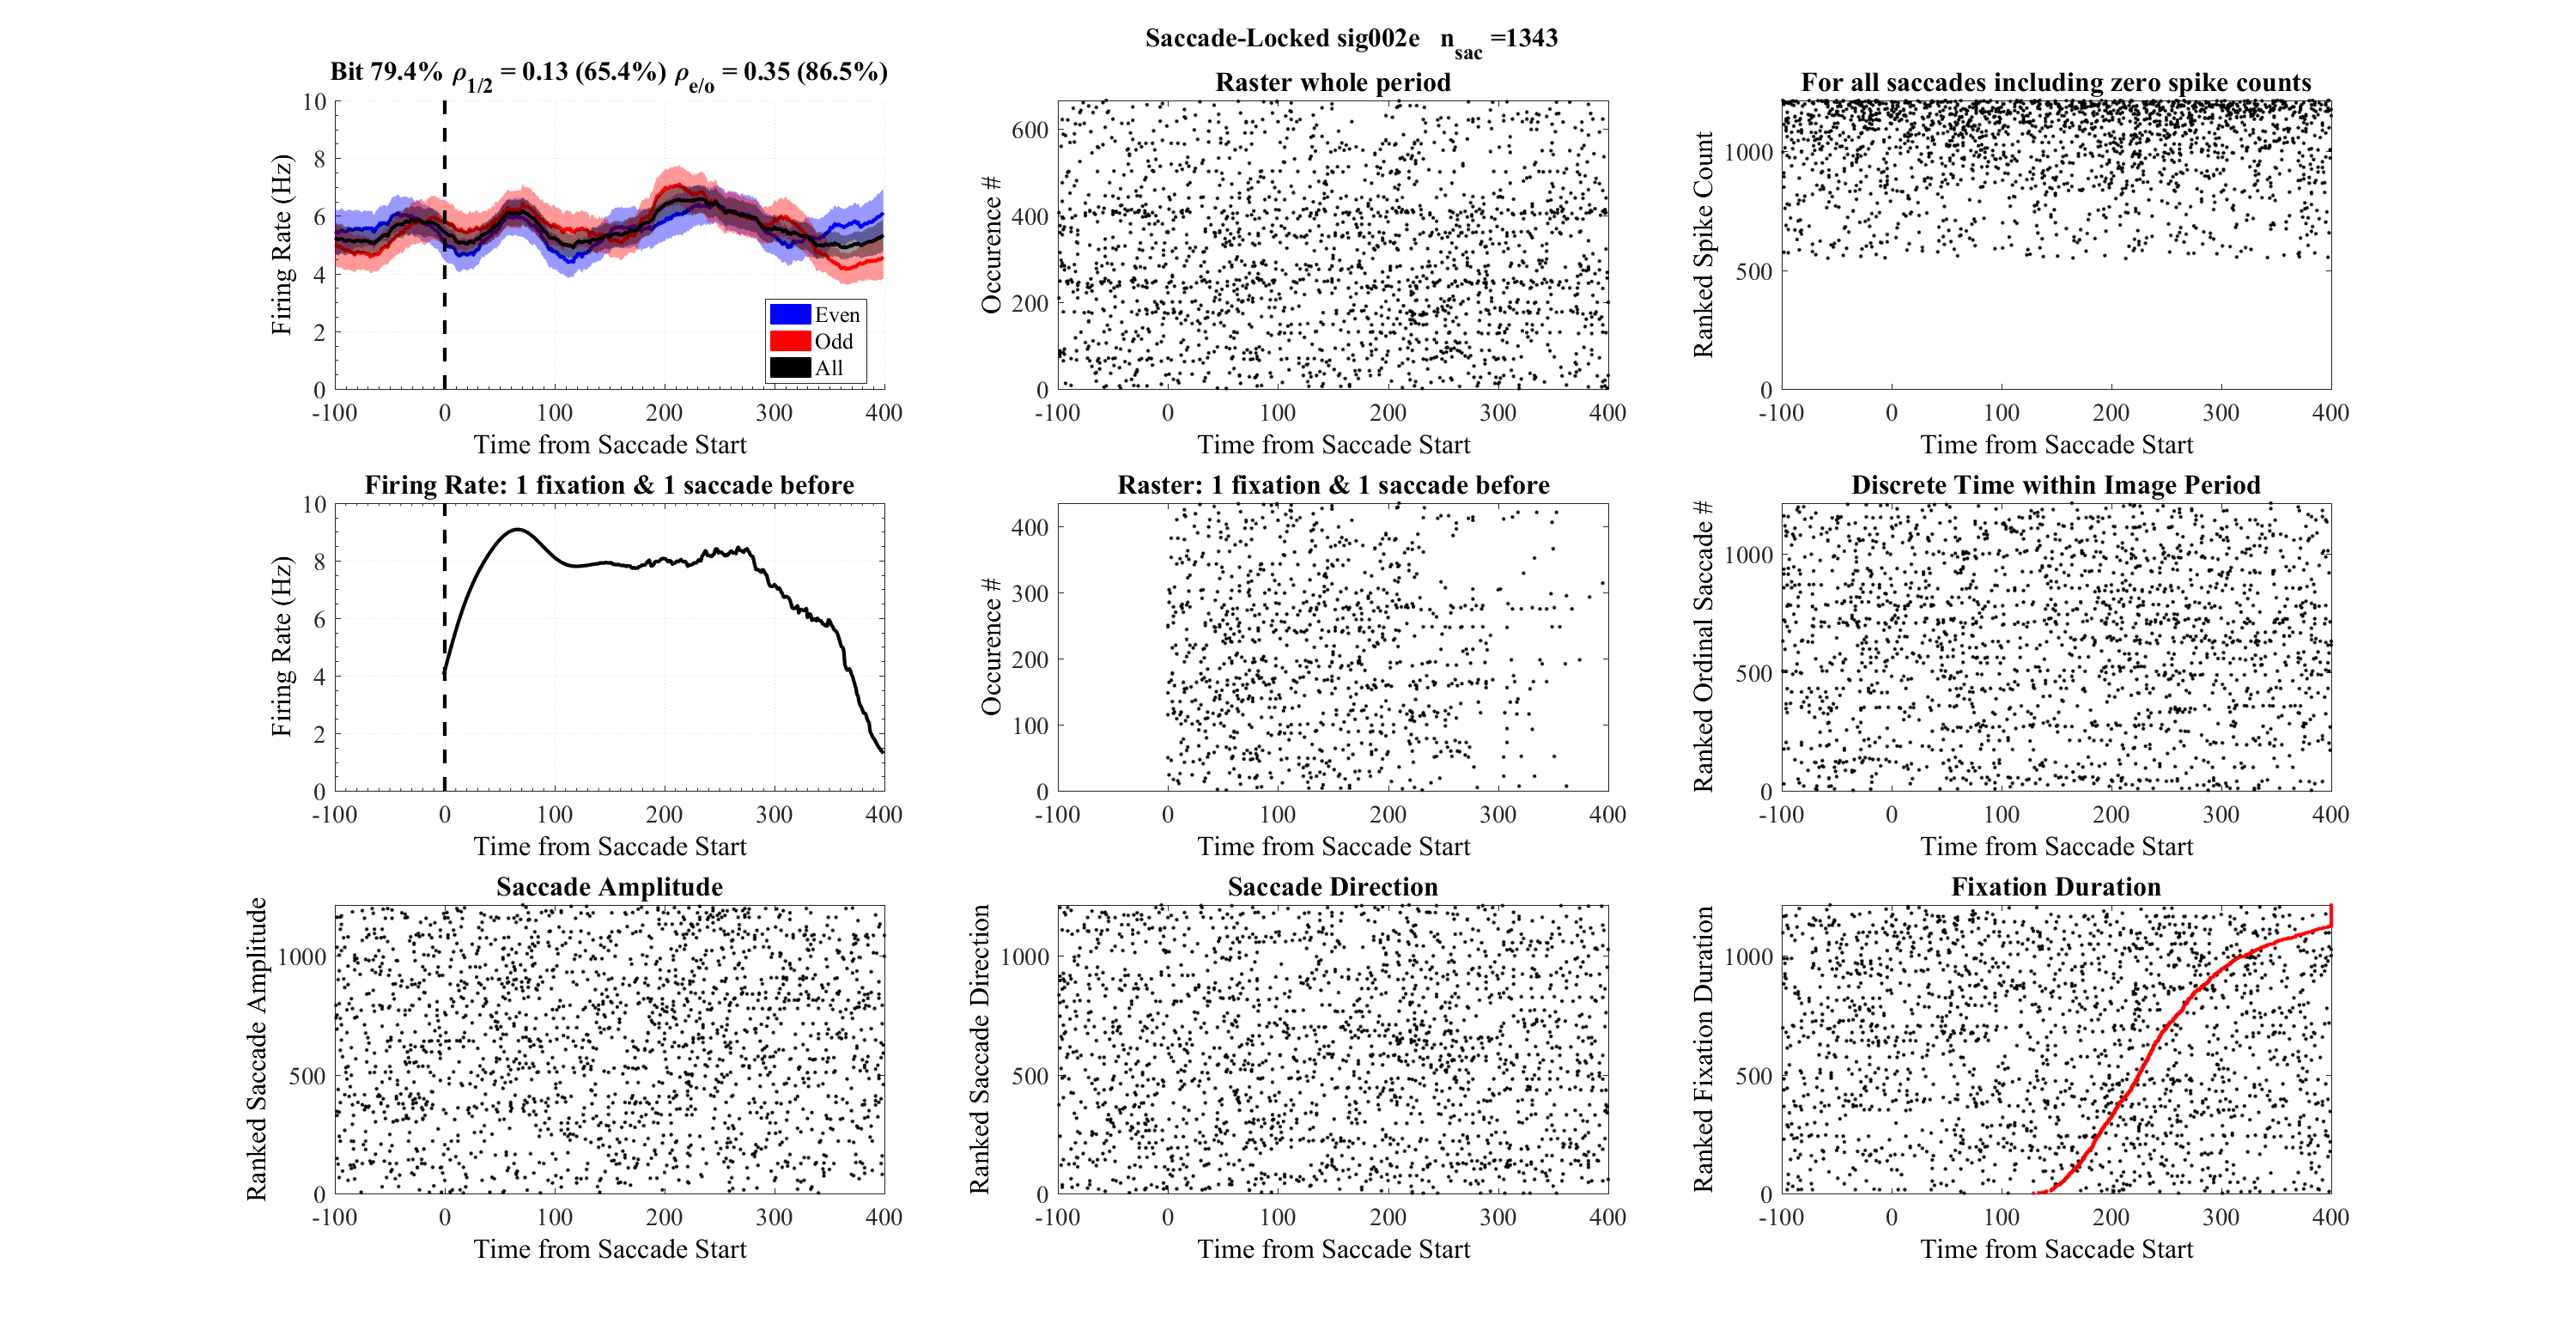 Saccade-Locked sig002e n_sac =1343
Bit 79.4% ρ_1/2 = 0.13 (65.4%) ρ_e/o = 0.35 (86.5%)
Firing Rate (Hz)
10
8
6
4
2
0
-100 0 100 200 300 400
Time from Saccade Start
Even
Odd
All
Raster whole period
Occurence #
600
400
200
0
-100 0 100 200 300 400
Time from Saccade Start
For all saccades including zero spike counts
Ranked Spike Count
1000
500
0
-100 0 100 200 300 400
Time from Saccade Start
Firing Rate: 1 fixation & 1 saccade before
Firing Rate (Hz)
10
8
6
4
2
0
-100 0 100 200 300 400
Time from Saccade Start
Raster: 1 fixation & 1 saccade before
Occurence #
400
300
200
100
0
-100 0 100 200 300 400
Time from Saccade Start
Discrete Time within Image Period
Ranked Ordinal Saccade #
1000
500
0
-100 0 100 200 300 400
Time from Saccade Start
Saccade Amplitude
Ranked Saccade Amplitude
1000
500
0
-100 0 100 200 300 400
Time from Saccade Start
Saccade Direction
Ranked Saccade Direction
1000
500
0
-100 0 100 200 300 400
Time from Saccade Start
Fixation Duration
Ranked Fixation Duration
1000
500
0
-100 0 100 200 300 400
Time from Saccade Start